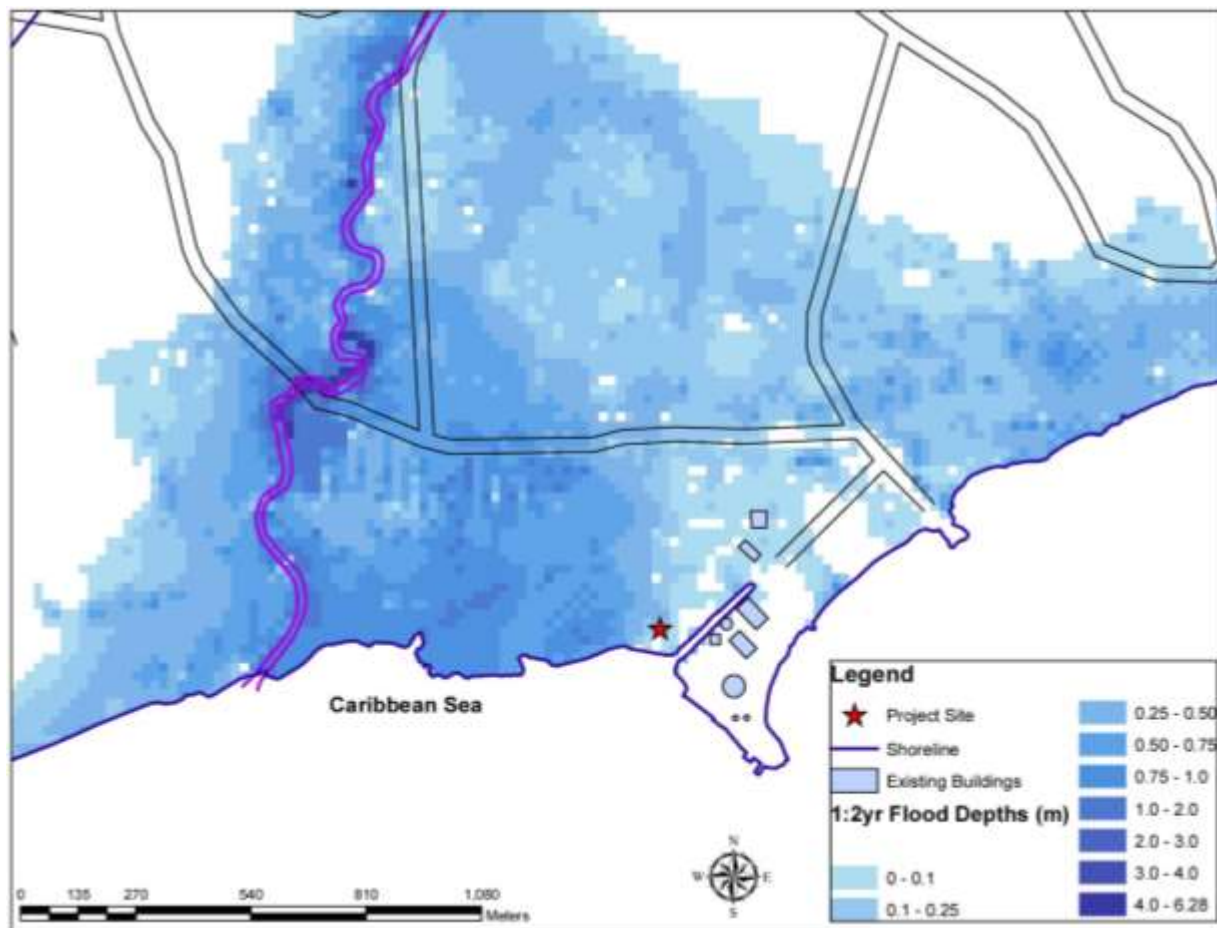 Caribbean Sea
N
W
E
S
0 135 270 540 810 1,080
Meters
Legend
Project Site
Shoreline
Existing Buildings
1:2yr Flood Depths (m)
0 - 0.1
0.1 - 0.25
0.25 - 0.50
0.50 - 0.75
0.75 - 1.0
1.0 - 2.0
2.0 - 3.0
3.0 - 4.0
4.0 - 6.28